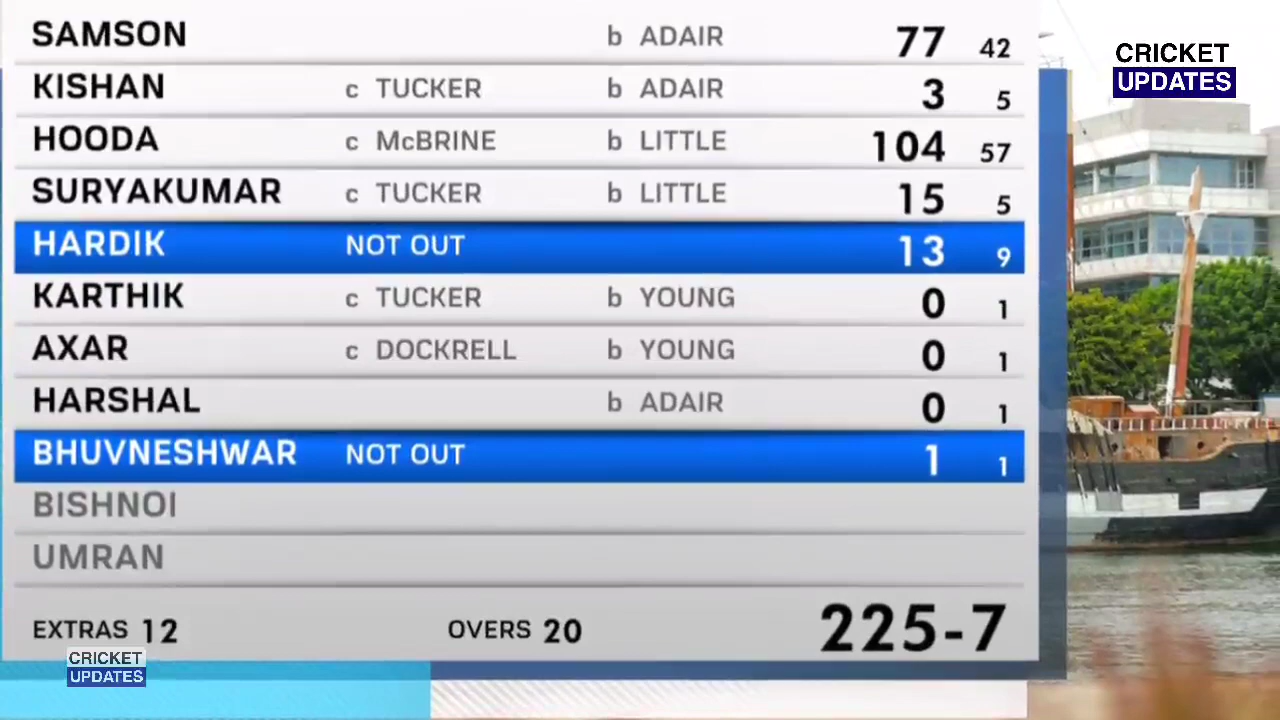 SAMSON b ADAIR 77 42
KISHAN c TUCKER b ADAIR 3 5
HOODA c McBRINE b LITTLE 104 57
SURYAKUMAR c TUCKER b LITTLE 15 5
HARDIK NOT OUT 13 9
KARTHIK c TUCKER b YOUNG 0 1
AXAR c DOCKRELL b YOUNG 0 1
HARSHAL b ADAIR 0 1
BHUVNESHWAR NOT OUT 1 1
BISHNOI
UMRAN
EXTRAS 12 OVERS 20 225-7
CRICKET
UPDATES
CRICKET
UPDATES